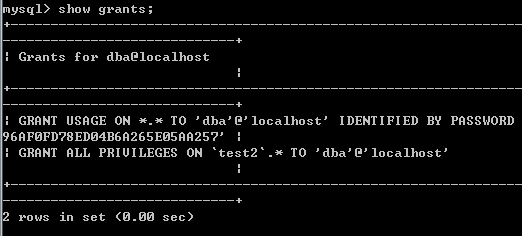 mysql> show grants;
+-----------------------------------------------------------------
-----------------------------+
¦ Grants for dba@localhost
                             ¦
+-----------------------------------------------------------------
-----------------------------+
¦ GRANT USAGE ON *.* TO 'dba'@'localhost' IDENTIFIED BY PASSWORD
96AF0FD78ED04B6A265E05AA257' ¦
¦ GRANT ALL PRIVILEGES ON `test2`.* TO 'dba'@'localhost'
                             ¦
+-----------------------------------------------------------------
-----------------------------+
2 rows in set (0.00 sec)